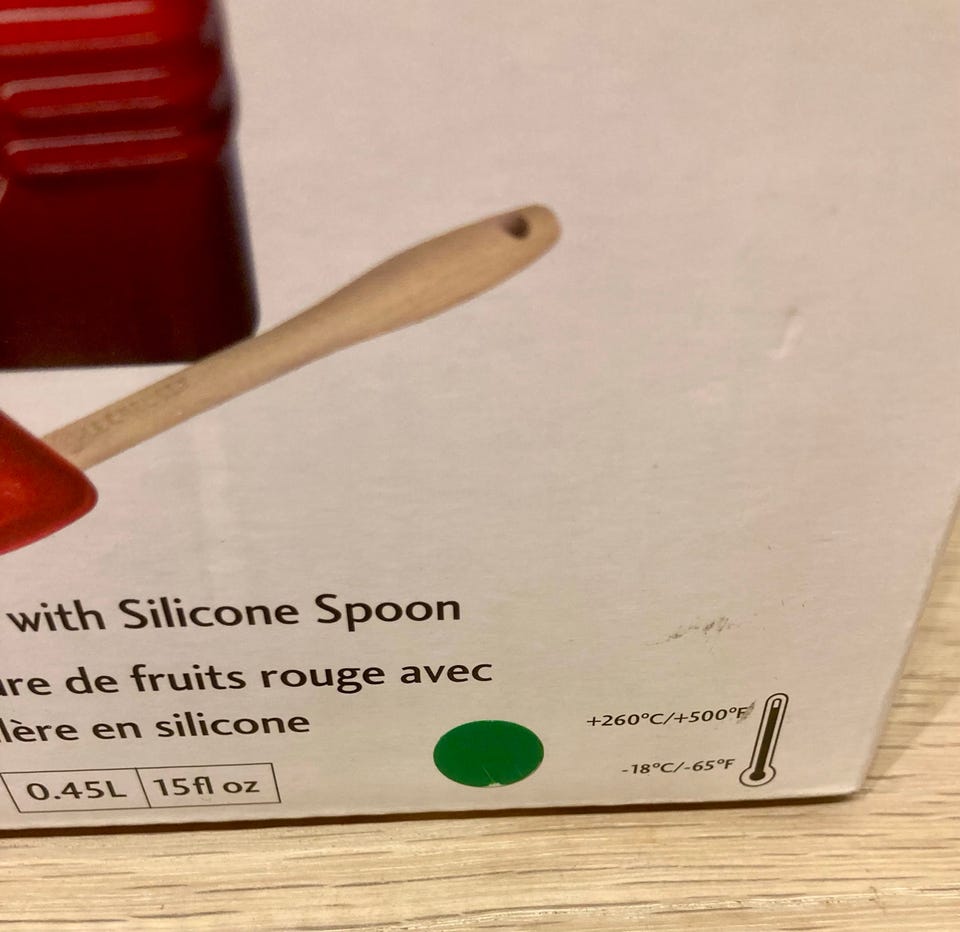 with Silicone Spoon
re de fruits rouge avec
lère en silicone
0.45L 15fl oz
+260°C/+500°F
-18°C/-65°F